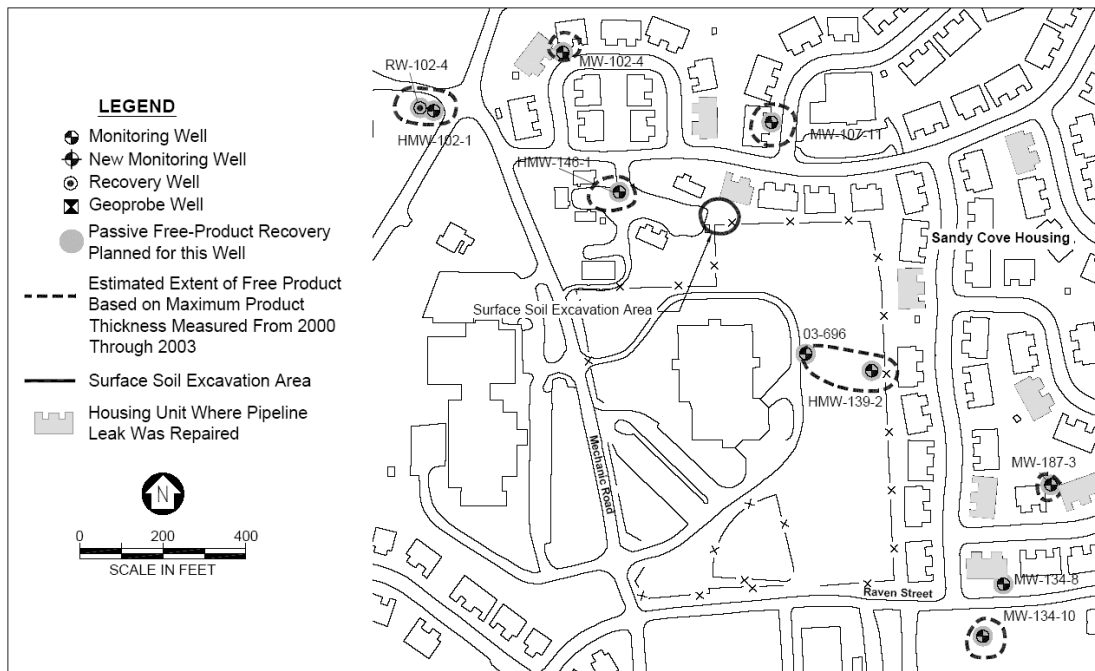 LEGEND
Monitoring Well
New Monitoring Well
Recovery Well
Geoprobe Well
Passive Free-Product Recovery
Planned for this Well
Estimated Extent of Free Product
Based on Maximum Product
Thickness Measured From 2000
Through 2003
Surface Soil Excavation Area
Housing Unit Where Pipeline
Leak Was Repaired
N
0 200 400
SCALE IN FEET
RW-102-4
HMW-102-1
MW-102-4
MW-107-11
HMW-146-1
Sandy Cove Housing
Surface Soil Excavation Area
03-696
HMW-139-2
Mechanic Road
MW-187-3
MW-134-8
Raven Street
MW-134-10